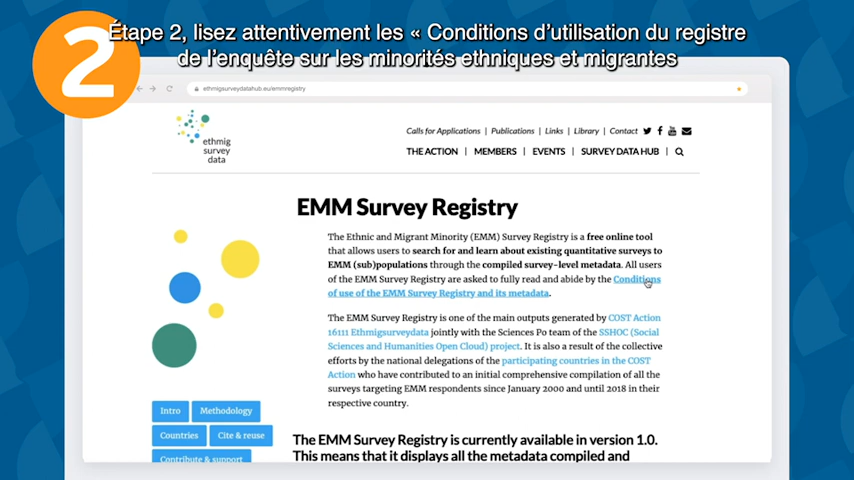 Étape 2, lisez attentivement les « Conditions d'utilisation du registre
de l'enquête sur les minorités ethniques et migrantes
2
ethmigsurveydatahub.eu/emmregistry
ethmig
survey
data
Calls for Applications | Publications | Links | Library | Contact
THE ACTION | MEMBERS | EVENTS | SURVEY DATA HUB |
EMM Survey Registry
The Ethnic and Migrant Minority (EMM) Survey Registry is a free online tool
that allows users to search for and learn about existing quantitative surveys to
EMM (sub)populations through the compiled survey-level metadata. All users
of the EMM Survey Registry are asked to fully read and abide by the Conditions
of use of the EMM Survey Registry and its metadata.
The EMM Survey Registry is one of the main outputs generated by COST Action
16111 Ethmigsurveydata jointly with the Sciences Po team of the SSHOC (Social
Sciences and Humanities Open Cloud) project. It is also a result of the collective
efforts by the national delegations of the participating countries in the COST
Action who have contributed to an initial comprehensive compilation of all the
surveys targeting EMM respondents since January 2000 and until 2018 in their
respective country.
Intro Methodology
Countries Cite & reuse
Contribute & support
The EMM Survey Registry is currently available in version 1.0.
This means that it displays all the metadata compiled and